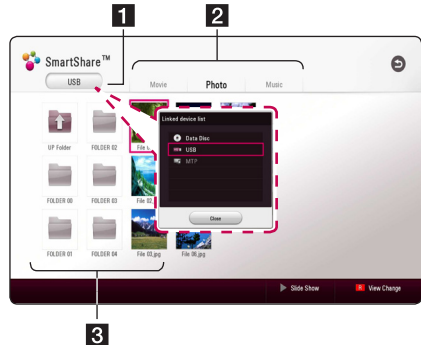 1
2
SmartShare™
USB
Movie
Photo
Music
Linked device list
Data Disc
USB
MTP
Close
UP Folder
FOLDER 02
FOLDER 00
FOLDER 03
File 02.
FOLDER 01
FOLDER 04
File 03.jpg
File 06.jpg
Slide Show
R View Change
3